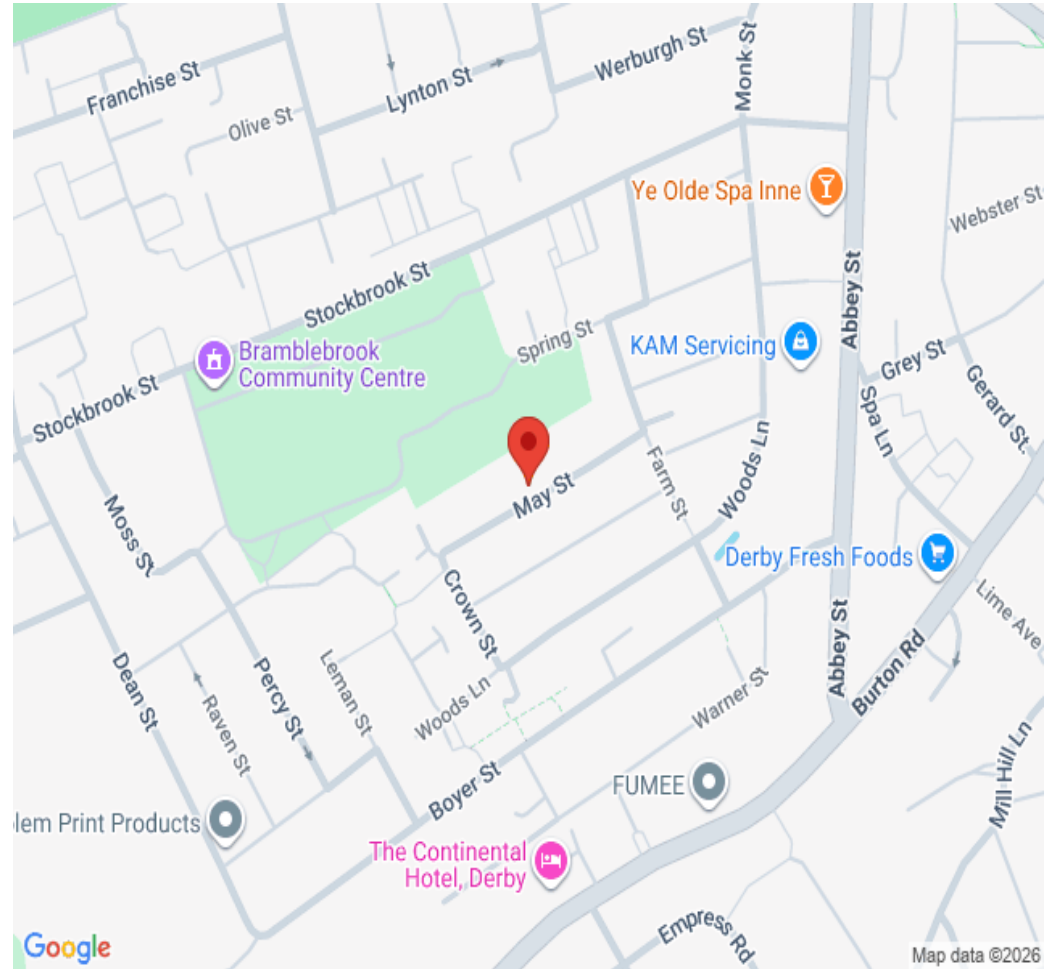 Franchise St
Lynton St
Werburgh St
Monk St
Olive St
Ye Olde Spa Inne
Webster St
Stockbrook St
Abbey St
Bramblebrook
Community Centre
Spring St
KAM Servicing
Grey St
Gerard St.
Stockbrook St
Spa Ln
Farm St
Woods Ln
May St
Moss St
Derby Fresh Foods
Lime Ave
Crown St
Abbey St
Burton Rd
Dean St
Percy St
Leman St
Raven St
Woods Ln
Warner St
Mill Hill Ln
Boyer St
FUMEE
lem Print Products
The Continental
Hotel, Derby
Empress Rd
Google
Map data ©2026